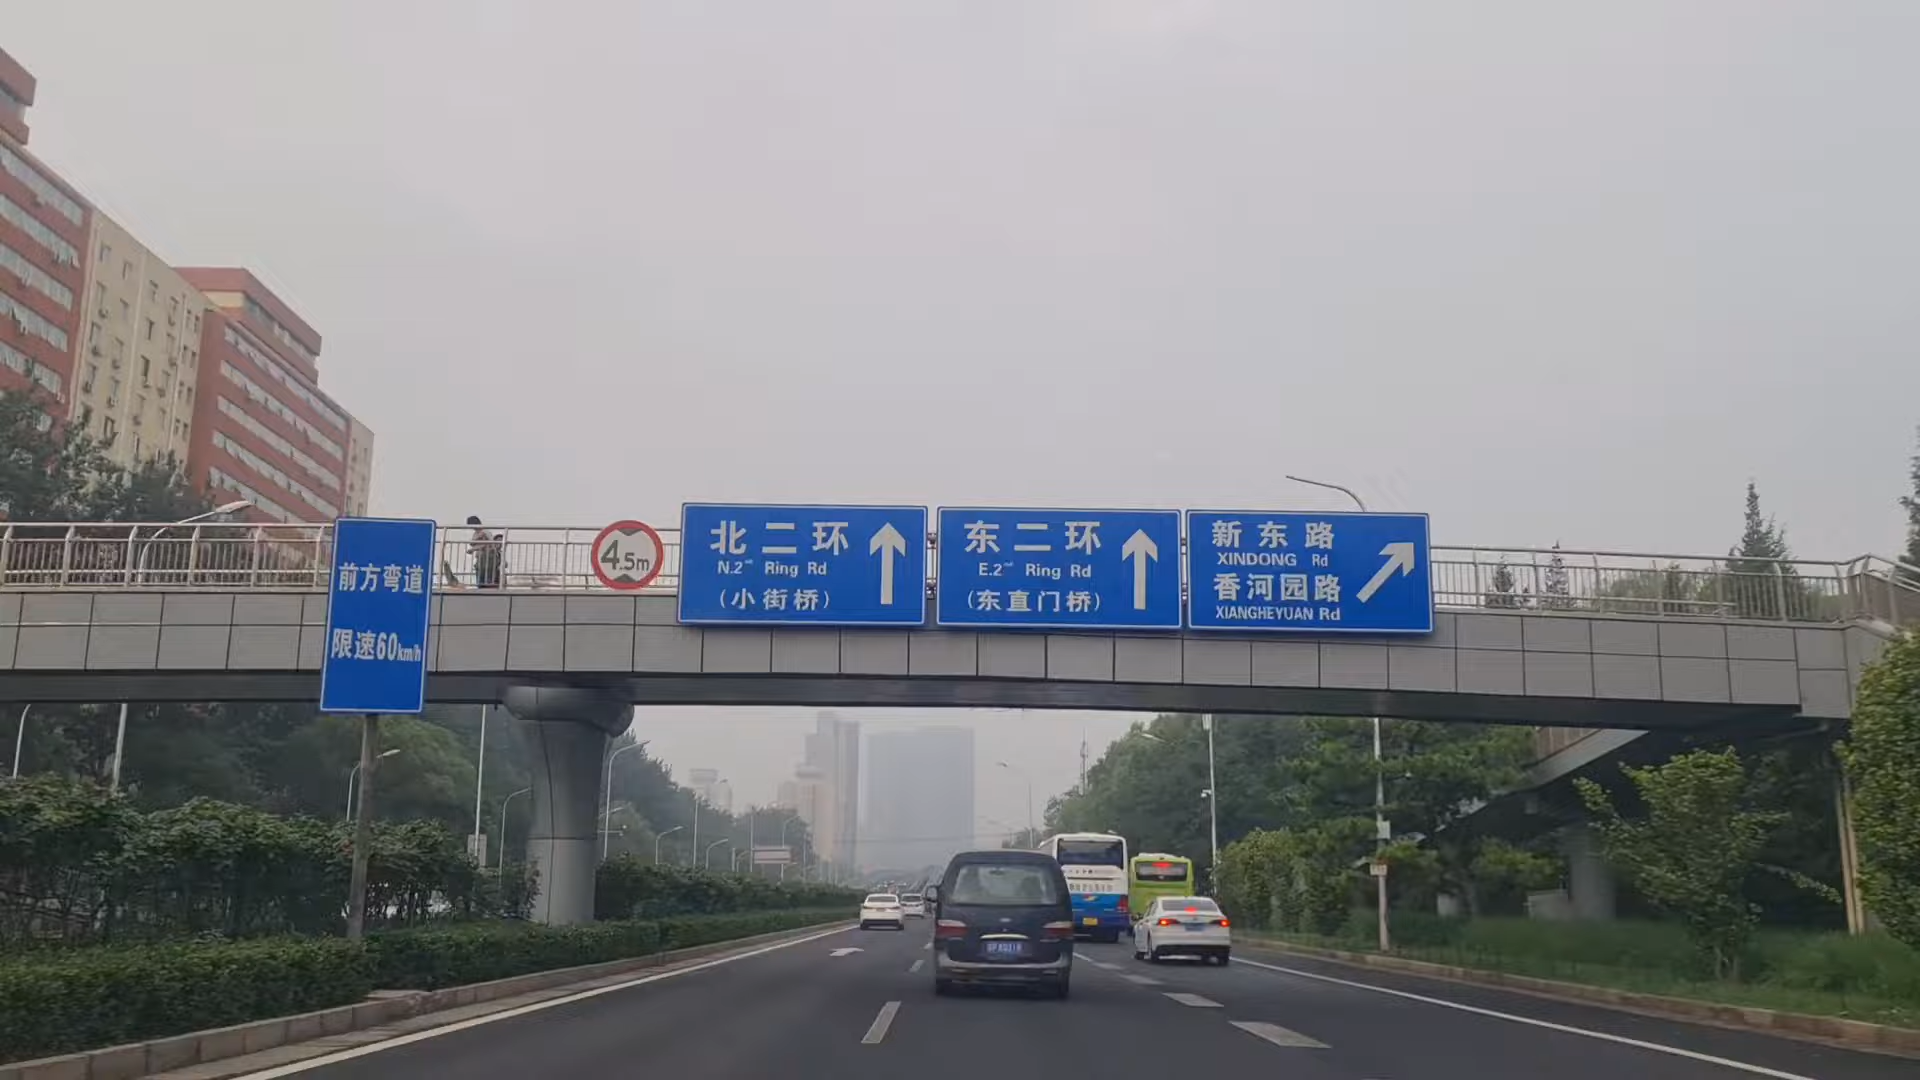 前方弯道
限速60km/h
4.5m
北二环
N.2nd Ring Rd
(小街桥)
东二环
E.2nd Ring Rd
(东直门桥)
新东路
XINDONG Rd
香河园路
XIANGHEYUAN Rd